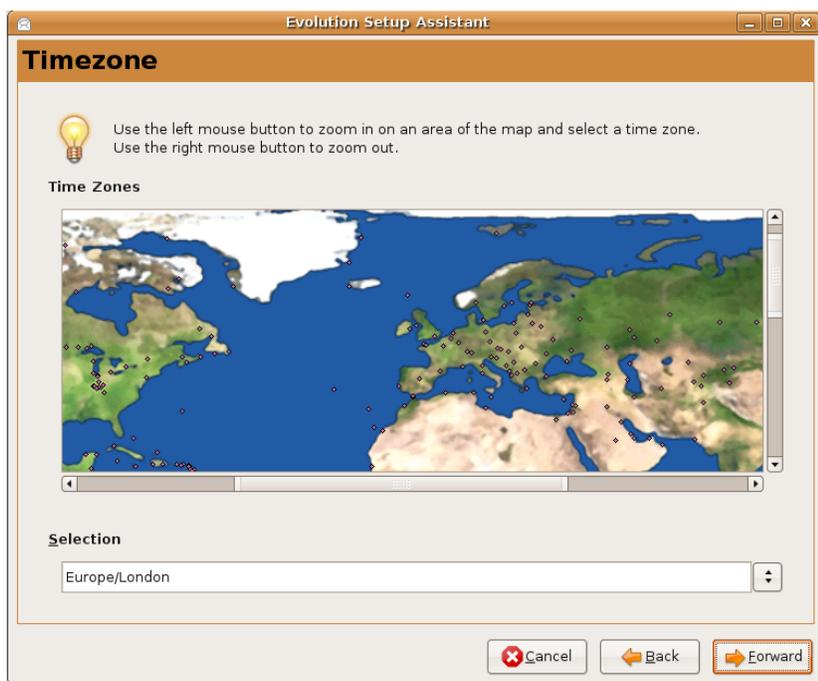 Evolution Setup Assistant
Timezone
Use the left mouse button to zoom in on an area of the map and select a time zone.
Use the right mouse button to zoom out.
Time Zones
Selection
Europe/London
Cancel
Back
Forward